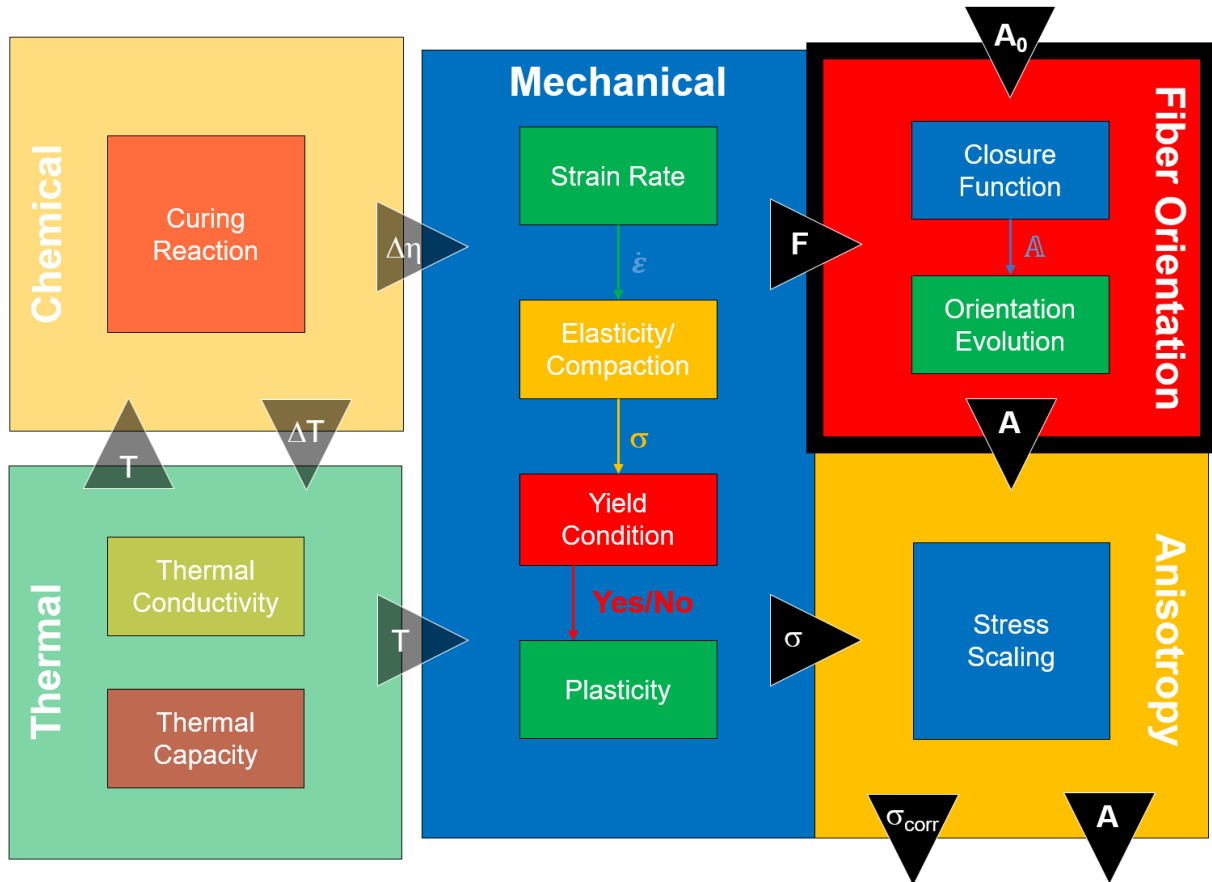 A₀
Mechanical
Chemical
Curing
Reaction
Strain Rate
Closure
Function
Fiber Orientation
Δη
ε̇
F
𝔸
Elasticity/
Compaction
Orientation
Evolution
T
ΔT
σ
A
Yield
Condition
Thermal
Thermal
Conductivity
Yes/No
T
Thermal
Capacity
Plasticity
σ
Stress
Scaling
Anisotropy
σcorr
A